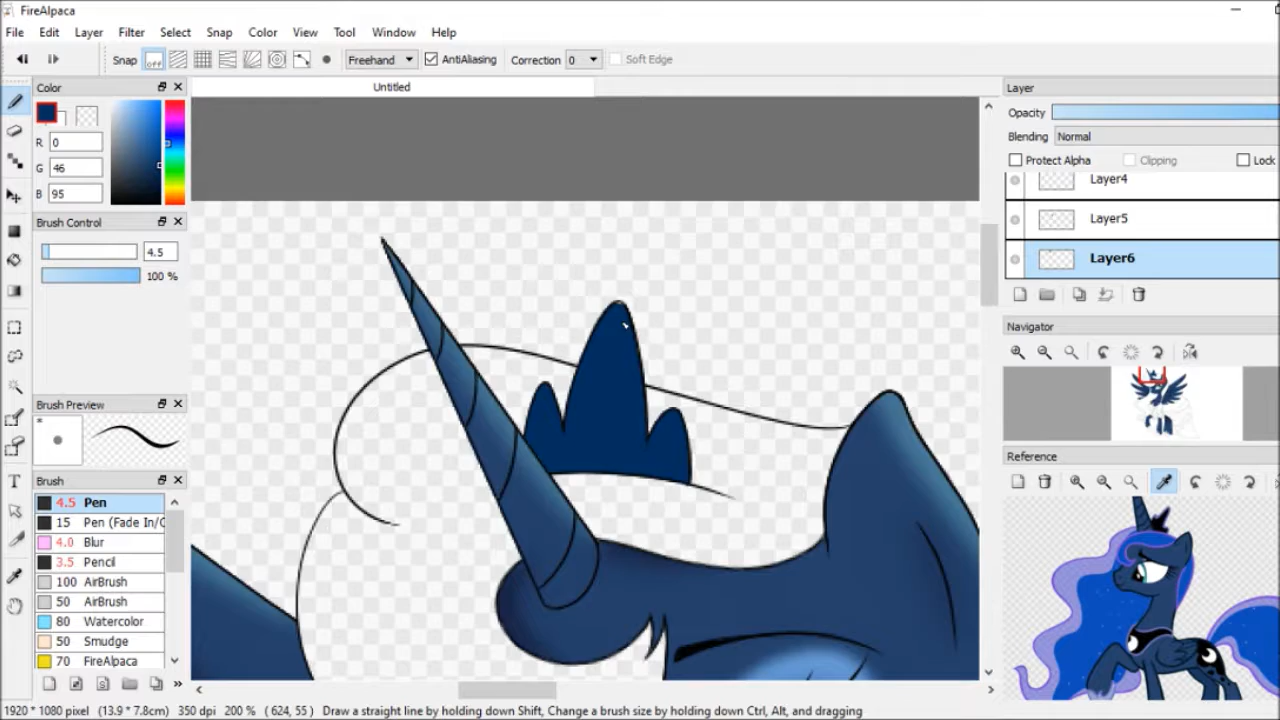 FireAlpaca
File Edit Layer Filter Select Snap Color View Tool Window Help
Snap off Freehand AntiAliasing Correction 0 Soft Edge
Color
Untitled
Layer
R 0
G 46
B 95
Opacity
Blending Normal
Protect Alpha Clipping Lock
Layer4
Layer5
Layer6
Brush Control
4.5
100 %
Navigator
Brush Preview
*
Reference
Brush
4.5 Pen
15 Pen (Fade In/O
4.0 Blur
3.5 Pencil
100 AirBrush
50 AirBrush
80 Watercolor
50 Smudge
70 FireAlpaca
T
1920 * 1080 pixel (13.9 * 7.8cm) 350 dpi 200 % ( 624, 55 ) Draw a straight line by holding down Shift, Change a brush size by holding down Ctrl, Alt, and dragging